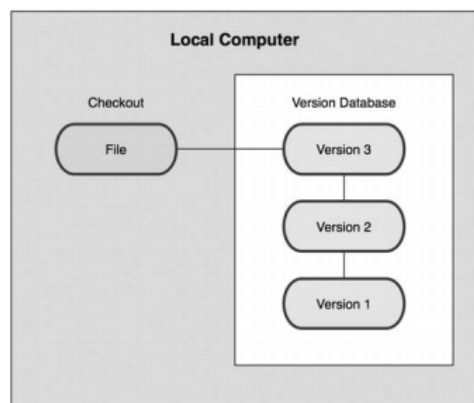 Local Computer
Checkout
Version Database
File
Version 3
Version 2
Version 1